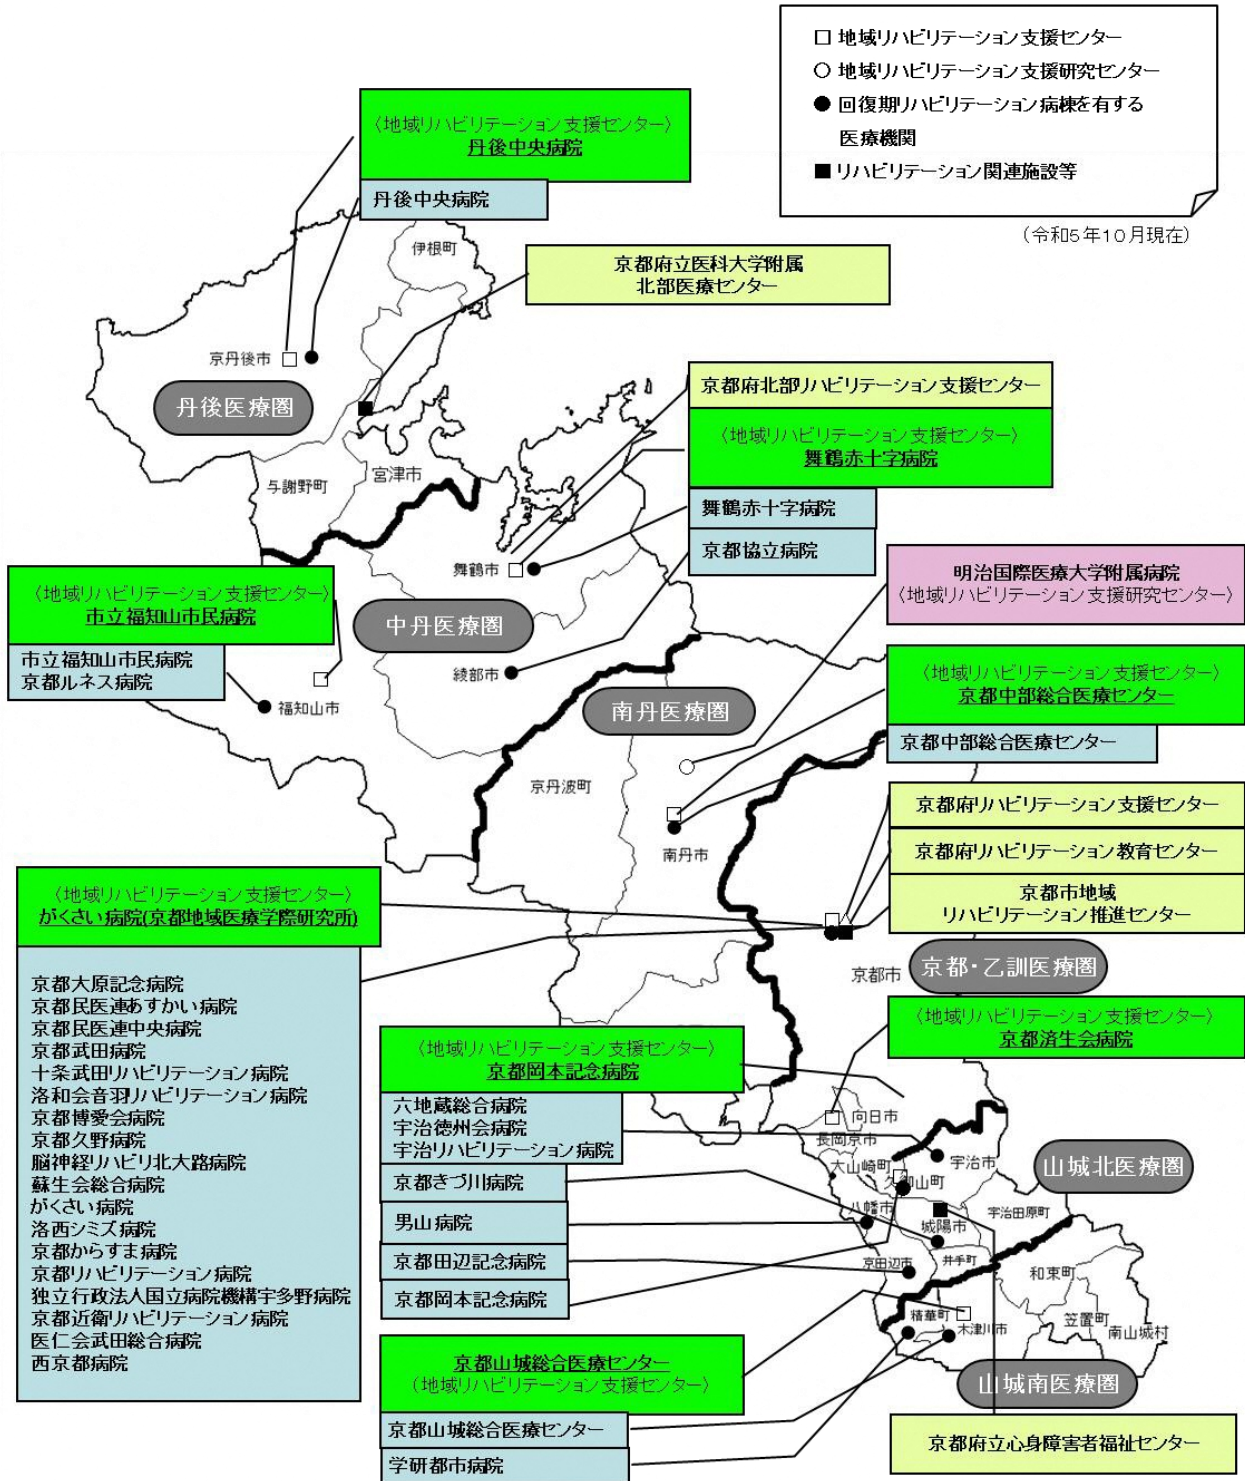 □ 地域リハビリテーション支援センター
○ 地域リハビリテーション支援研究センター
● 回復期リハビリテーション病棟を有する
医療機関
■ リハビリテーション関連施設等
(令和5年10月現在)
〈地域リハビリテーション支援センター〉
丹後中央病院
丹後中央病院
伊根町
京都府立医科大学附属
北部医療センター
京丹後市
丹後医療圏
京都府北部リハビリテーション支援センター
〈地域リハビリテーション支援センター〉
舞鶴赤十字病院
宮津市
与謝野町
舞鶴赤十字病院
京都協立病院
舞鶴市
明治国際医療大学附属病院
〈地域リハビリテーション支援研究センター〉
〈地域リハビリテーション支援センター〉
市立福知山市民病院
中丹医療圏
市立福知山市民病院
京都ルネス病院
綾部市
福知山市
〈地域リハビリテーション支援センター〉
京都中部総合医療センター
南丹医療圏
京都中部総合医療センター
京丹波町
京都府リハビリテーション支援センター
南丹市
京都府リハビリテーション教育センター
〈地域リハビリテーション支援センター〉
がくさい病院(京都地域医療学際研究所)
京都市地域
リハビリテーション推進センター
京都市
京都・乙訓医療圏
京都大原記念病院
京都民医連あすかい病院
京都民医連中央病院
京都武田病院
十条武田リハビリテーション病院
洛和会音羽リハビリテーション病院
京都博愛会病院
京都久野病院
脳神経リハビリ北大路病院
蘇生会総合病院
がくさい病院
洛西シミズ病院
京都からすま病院
京都リハビリテーション病院
独立行政法人国立病院機構宇多野病院
京都近衛リハビリテーション病院
医仁会武田総合病院
西京都病院
〈地域リハビリテーション支援センター〉
京都済生会病院
〈地域リハビリテーション支援センター〉
京都岡本記念病院
六地蔵総合病院
宇治徳州会病院
宇治リハビリテーション病院
京都きづ川病院
男山病院
京都田辺記念病院
京都岡本記念病院
向日市
長岡京市
大山崎町
宇治市
山城北医療圏
久御山町
八幡市
城陽市
宇治田原町
京田辺市
井手町
和束町
精華町
木津川市
笠置町
南山城村
山城南医療圏
京都山城総合医療センター
〈地域リハビリテーション支援センター〉
京都山城総合医療センター
学研都市病院
京都府立心身障害者福祉センター